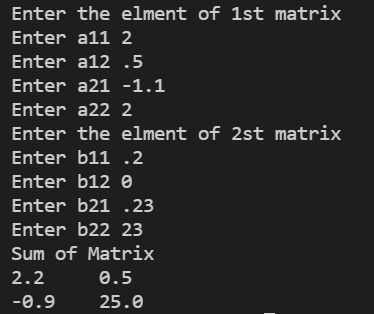 Enter the elment of 1st matrix
Enter a11 2
Enter a12 .5
Enter a21 -1.1
Enter a22 2
Enter the elment of 2st matrix
Enter b11 .2
Enter b12 0
Enter b21 .23
Enter b22 23
Sum of Matrix
2.2     0.5
-0.9    25.0